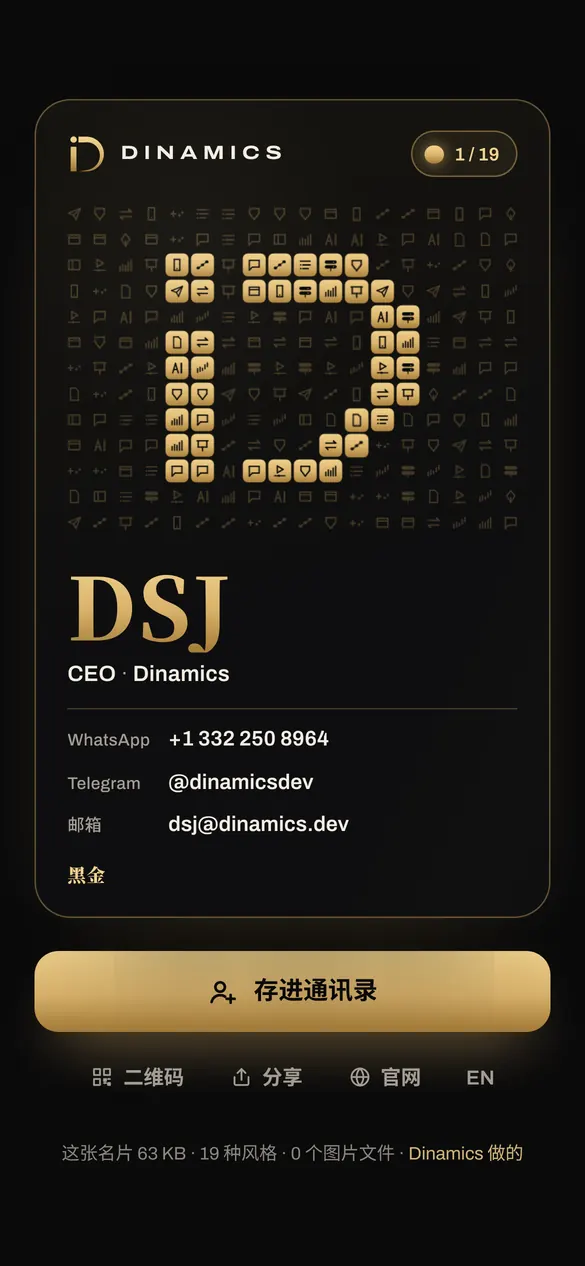 DINAMICS
1 / 19
DSJ
CEO · Dinamics
WhatsApp +1 332 250 8964
Telegram @dinamicsdev
邮箱 dsj@dinamics.dev
黑金
存进通讯录
二维码 分享 官网 EN
这张名片 63 KB · 19 种风格 · 0 个图片文件 · Dinamics 做的